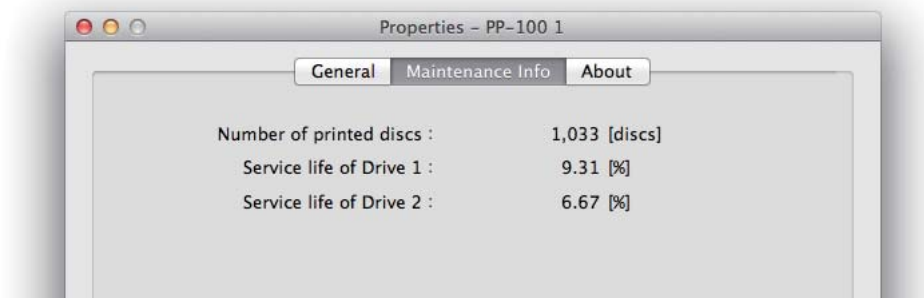 Properties – PP-100 1
General Maintenance Info About
Number of printed discs : 1,033 [discs]
Service life of Drive 1 : 9.31 [%]
Service life of Drive 2 : 6.67 [%]